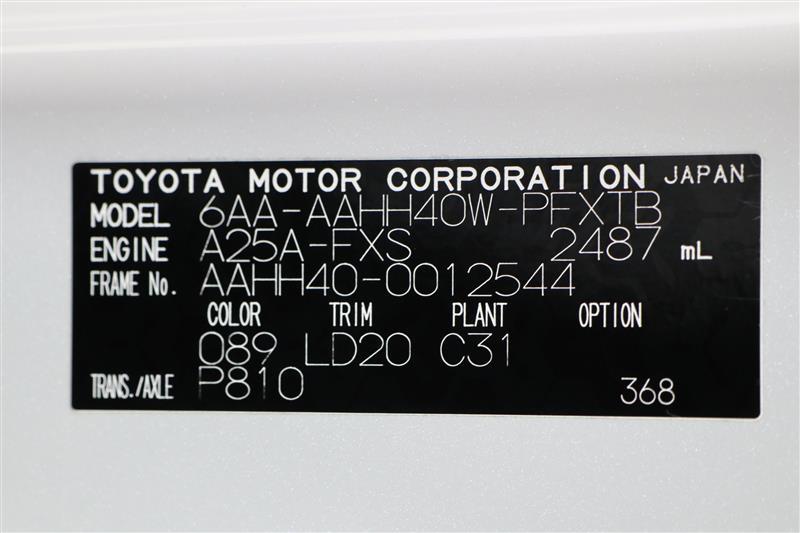 TOYOTA MOTOR CORPORATION JAPAN
MODEL 6AA-AAHH40W-PFXTB
ENGINE A25A-FXS 2487 mL
FRAME No. AAHH40-0012544
COLOR TRIM PLANT OPTION
089 LD20 C31
TRANS./AXLE P810 368